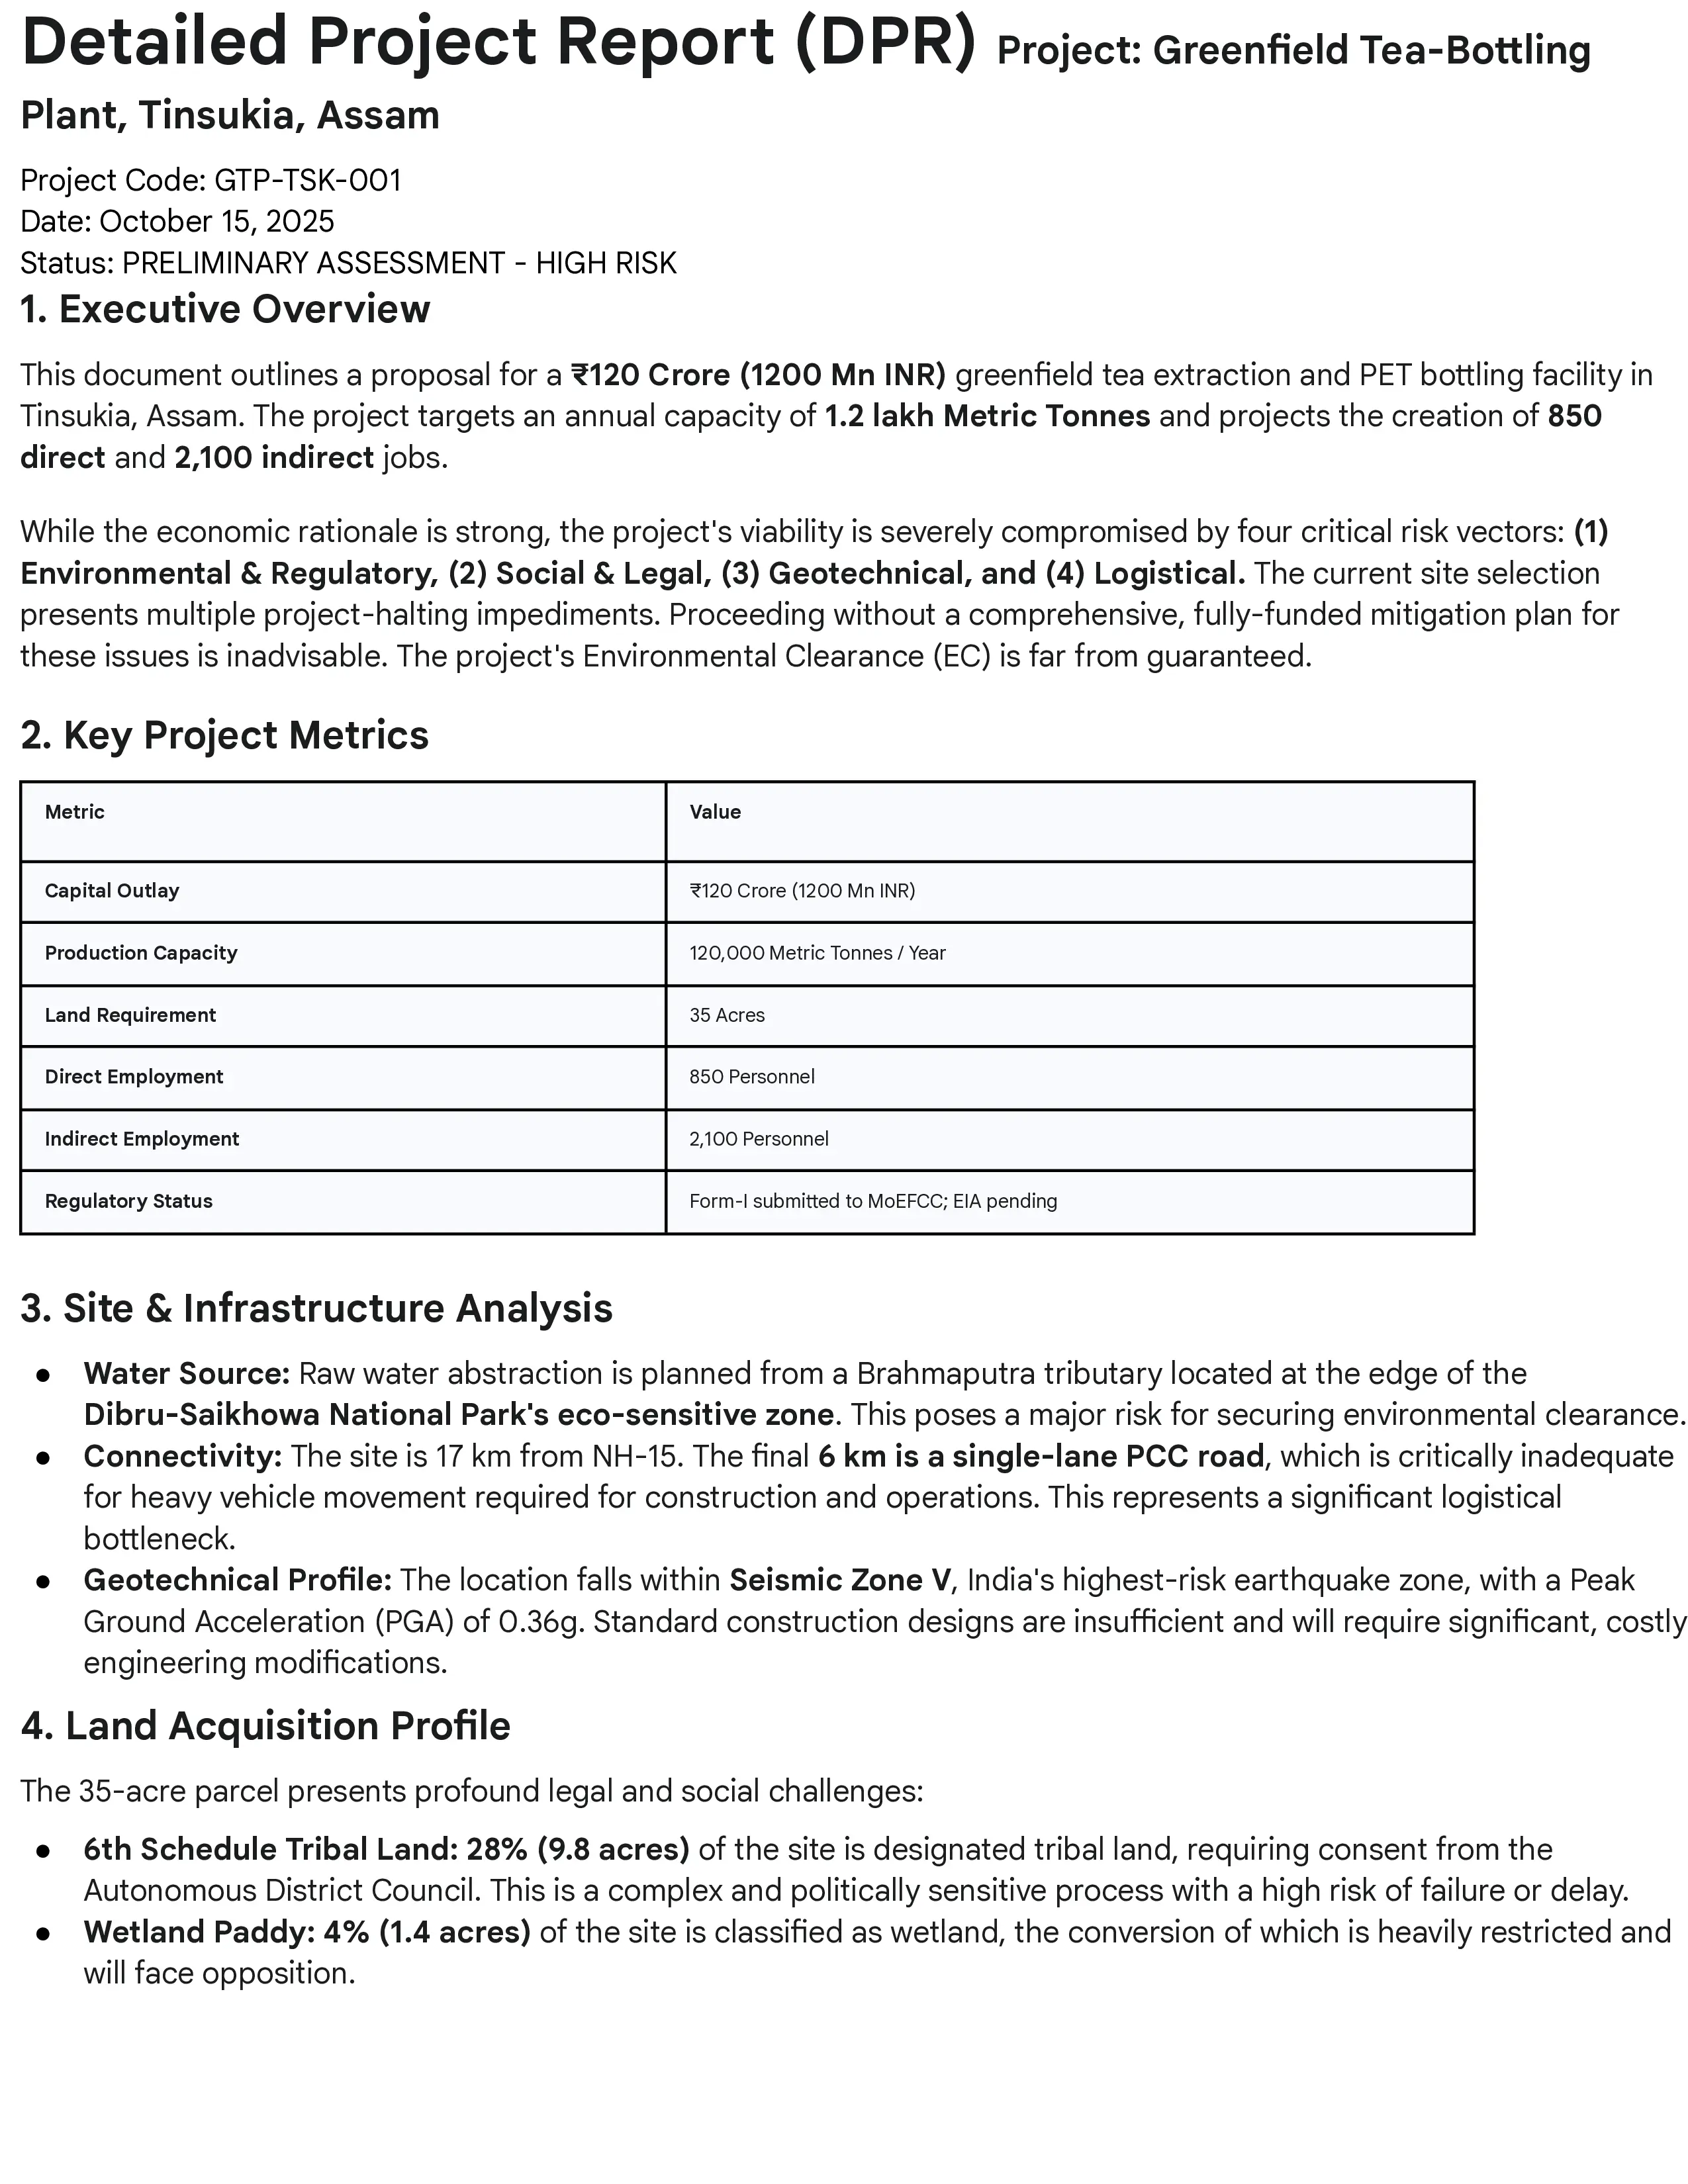 Detailed Project Report (DPR) Project: Greenfield Tea-Bottling
Plant, Tinsukia, Assam
Project Code: GTP-TSK-001
Date: October 15, 2025
Status: PRELIMINARY ASSESSMENT - HIGH RISK
1. Executive Overview
This document outlines a proposal for a ₹120 Crore (1200 Mn INR) greenfield tea extraction and PET bottling facility in
Tinsukia, Assam. The project targets an annual capacity of 1.2 lakh Metric Tonnes and projects the creation of 850
direct and 2,100 indirect jobs.
While the economic rationale is strong, the project's viability is severely compromised by four critical risk vectors: (1)
Environmental & Regulatory, (2) Social & Legal, (3) Geotechnical, and (4) Logistical. The current site selection
presents multiple project-halting impediments. Proceeding without a comprehensive, fully-funded mitigation plan for
these issues is inadvisable. The project's Environmental Clearance (EC) is far from guaranteed.
2. Key Project Metrics
Metric Value
Capital Outlay ₹120 Crore (1200 Mn INR)
Production Capacity 120,000 Metric Tonnes / Year
Land Requirement 35 Acres
Direct Employment 850 Personnel
Indirect Employment 2,100 Personnel
Regulatory Status Form-I submitted to MoEFCC; EIA pending
3. Site & Infrastructure Analysis
● Water Source: Raw water abstraction is planned from a Brahmaputra tributary located at the edge of the
Dibru-Saikhowa National Park's eco-sensitive zone. This poses a major risk for securing environmental clearance.
● Connectivity: The site is 17 km from NH-15. The final 6 km is a single-lane PCC road, which is critically inadequate
for heavy vehicle movement required for construction and operations. This represents a significant logistical
bottleneck.
● Geotechnical Profile: The location falls within Seismic Zone V, India's highest-risk earthquake zone, with a Peak
Ground Acceleration (PGA) of 0.36g. Standard construction designs are insufficient and will require significant, costly
engineering modifications.
4. Land Acquisition Profile
The 35-acre parcel presents profound legal and social challenges:
● 6th Schedule Tribal Land: 28% (9.8 acres) of the site is designated tribal land, requiring consent from the
Autonomous District Council. This is a complex and politically sensitive process with a high risk of failure or delay.
● Wetland Paddy: 4% (1.4 acres) of the site is classified as wetland, the conversion of which is heavily restricted and
will face opposition.